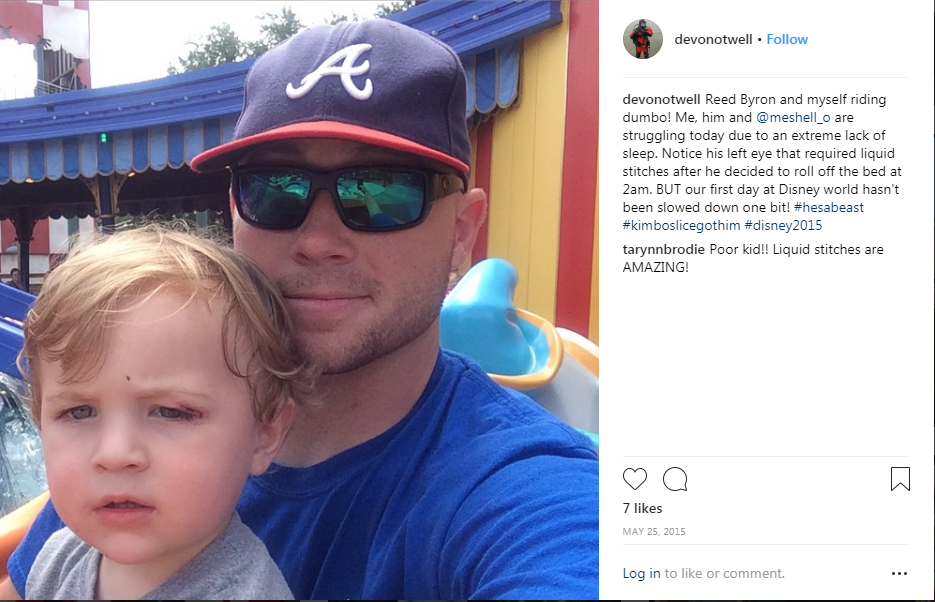 A
devonotwell • Follow
devonotwell Reed Byron and myself riding
dumbo! Me, him and @meshell_o are
struggling today due to an extreme lack of
sleep. Notice his left eye that required liquid
stitches after he decided to roll off the bed at
2am. BUT our first day at Disney world hasn't
been slowed down one bit! #hesabeast
#kimboslicegothim #disney2015
tarynnbrodie Poor kid!! Liquid stitches are
AMAZING!
7 likes
MAY 25, 2015
Log in to like or comment.